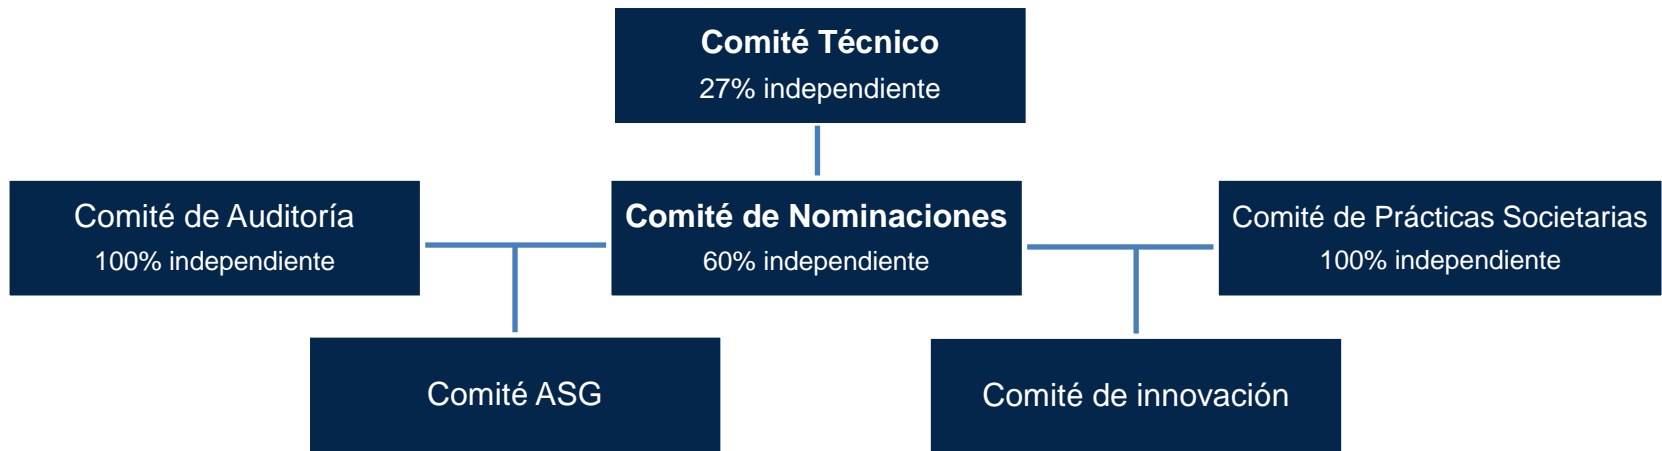 Comité Técnico
27% independiente
Comité de Auditoría
100% independiente
Comité de Nominaciones
60% independiente
Comité de Prácticas Societarias
100% independiente
Comité ASG
Comité de innovación